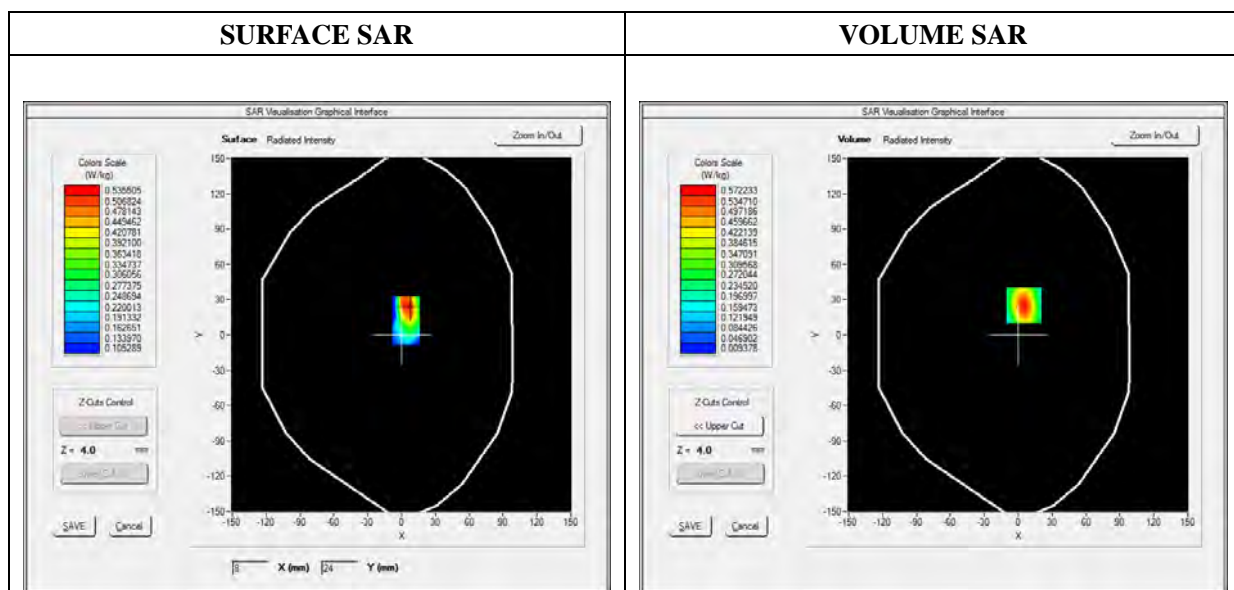 SURFACE SAR
SAR Visualisation Graphical Interface
Surface Radiated Intensity
Zoom In/Out
Colors Scale
(W/kg)
0.506824
0.478143
0.449462
0.420781
0.392100
0.363418
0.334737
0.306056
0.277375
0.248694
0.220013
0.191332
0.162651
0.133970
0.105289
Z-Cuts Control
<< Upper Cut
Z = 4.0 mm
SAVE
Cancel
150
120
90
60
30
0
-30
-60
-90
-120
-150
Y
-150 -120 -90 -60 -30 0 30 60 90 120 150
X
8 X (mm) 24 Y (mm)
VOLUME SAR
SAR Visualisation Graphical Interface
Volume Radiated Intensity
Zoom In/Out
Colors Scale
(W/kg)
0.572233
0.534710
0.497186
0.459662
0.422139
0.384615
0.347091
0.309568
0.272044
0.234520
0.196997
0.159473
0.121949
0.084426
0.046902
0.009378
Z-Cuts Control
<< Upper Cut
Z = 4.0 mm
SAVE
Cancel
150
120
90
60
30
0
-30
-60
-90
-120
-150
Y
-150 -120 -90 -60 -30 0 30 60 90 120 150
X